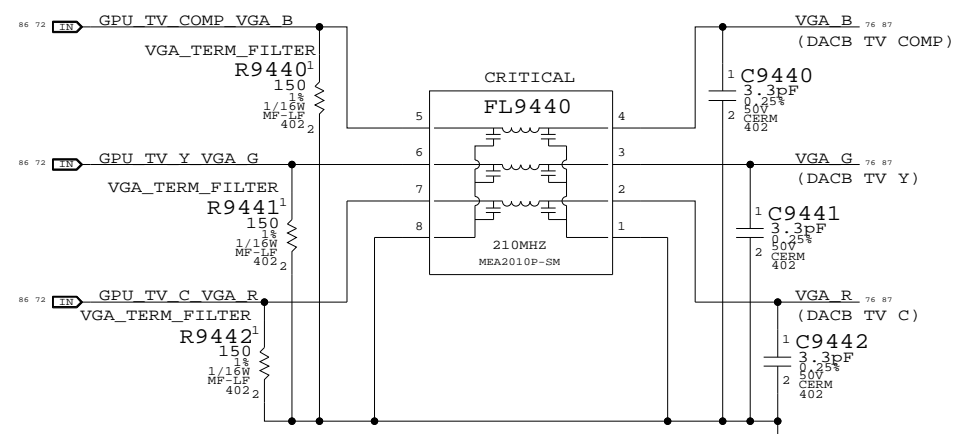 86 72 IN GPU_TV_COMP_VGA_B
VGA_B 76 87
(DACB TV COMP)
VGA_TERM_FILTER
R9440 1
150
1%
1/16W
MF-LF
402 2
CRITICAL
FL9440
5
4
1 C9440
3.3pF
0.25%
50V
2 CERM
402
86 72 IN GPU_TV_Y_VGA_G
6
3
VGA_G 76 87
(DACB TV Y)
VGA_TERM_FILTER
R9441 1
150
1%
1/16W
MF-LF
402 2
7
2
8
1
210MHZ
MEA2010P-SM
1 C9441
3.3pF
0.25%
50V
2 CERM
402
86 72 IN GPU_TV_C_VGA_R
VGA_R 76 87
(DACB TV C)
VGA_TERM_FILTER
R9442 1
150
1%
1/16W
MF-LF
402 2
1 C9442
3.3pF
0.25%
50V
2 CERM
402